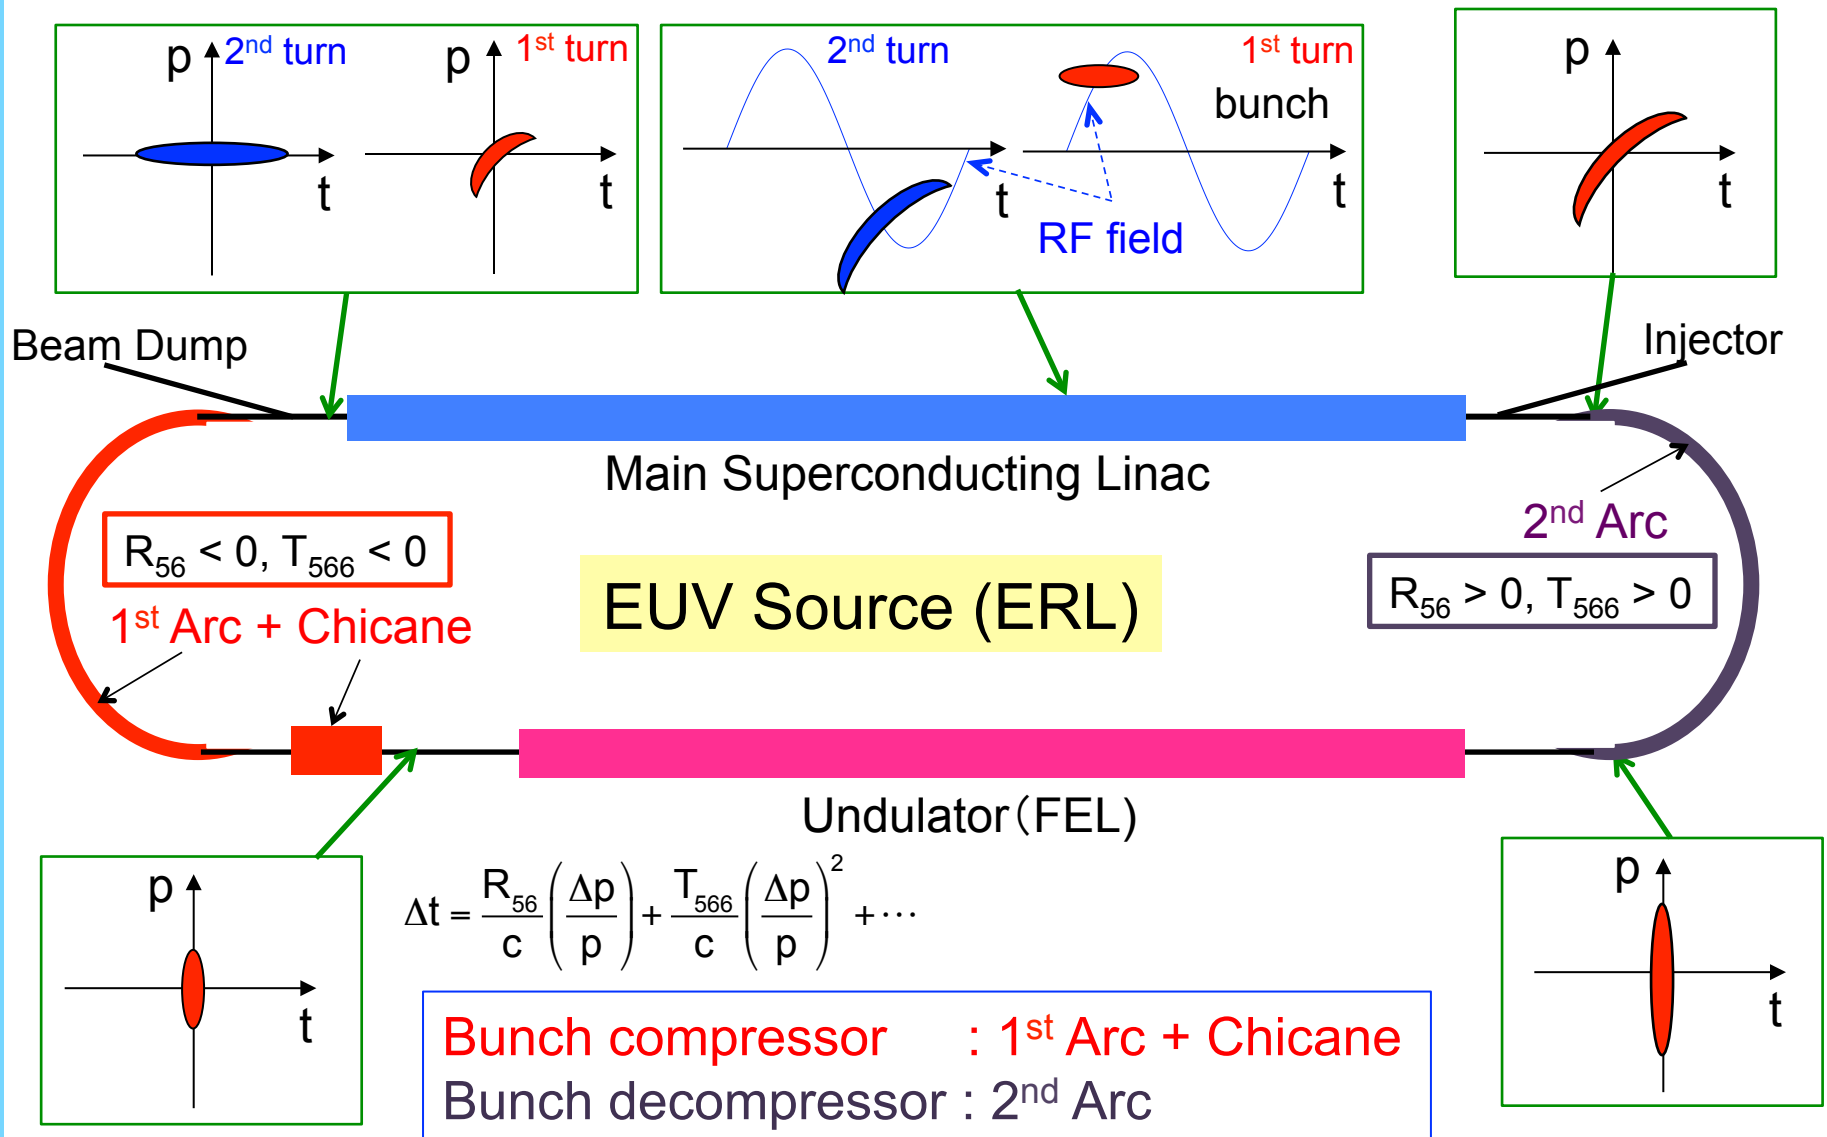 p 2nd turn p 1st turn
t t
2nd turn 1st turn
bunch
t t
RF field
p
t
Beam Dump
Injector
Main Superconducting Linac
2nd Arc
R56 < 0, T566 < 0
1st Arc + Chicane
EUV Source (ERL)
R56 > 0, T566 > 0
Undulator（FEL)
p
t
Δt = R56/c (Δp/p) + T566/c (Δp/p)^2 + ⋯
p
t
Bunch compressor : 1st Arc + Chicane
Bunch decompressor : 2nd Arc